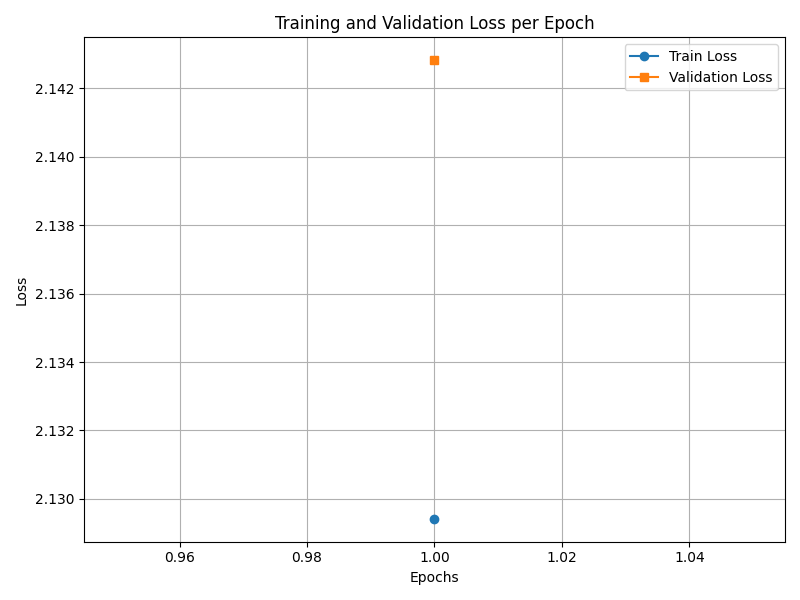 Training and Validation Loss per Epoch
Train Loss
Validation Loss
2.142
2.140
2.138
2.136
2.134
2.132
2.130
Loss
0.96
0.98
1.00
1.02
1.04
Epochs